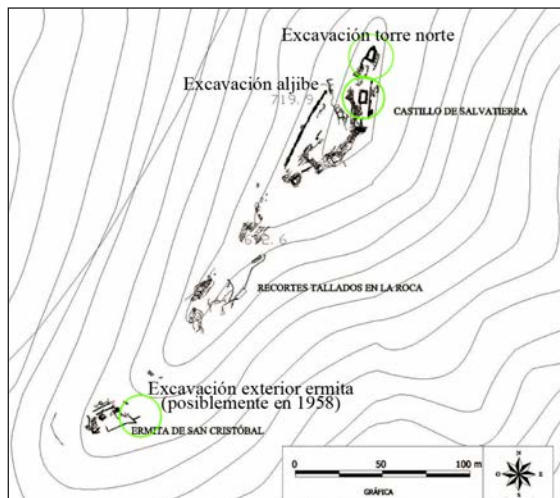 Excavación torre norte
Excavación aljibe
719.9
CASTILLO DE SALVATIERRA
RECORTES TALLADOS EN LA ROCA
Excavación exterior ermita
(posiblemente en 1958)
ERMITA DE SAN CRISTÓBAL
0 50 100 m
GRÁFICA
N
O E
S